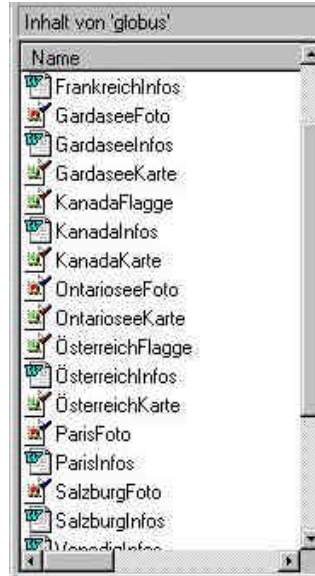 Inhalt von 'globus'
Name
FrankreichInfos
GardaseeFoto
GardaseeInfos
GardaseeKarte
KanadaFlagge
KanadaInfos
KanadaKarte
OntarioseeFoto
OntarioseeKarte
ÖsterreichFlagge
ÖsterreichInfos
ÖsterreichKarte
ParisFoto
ParisInfos
SalzburgFoto
SalzburgInfos